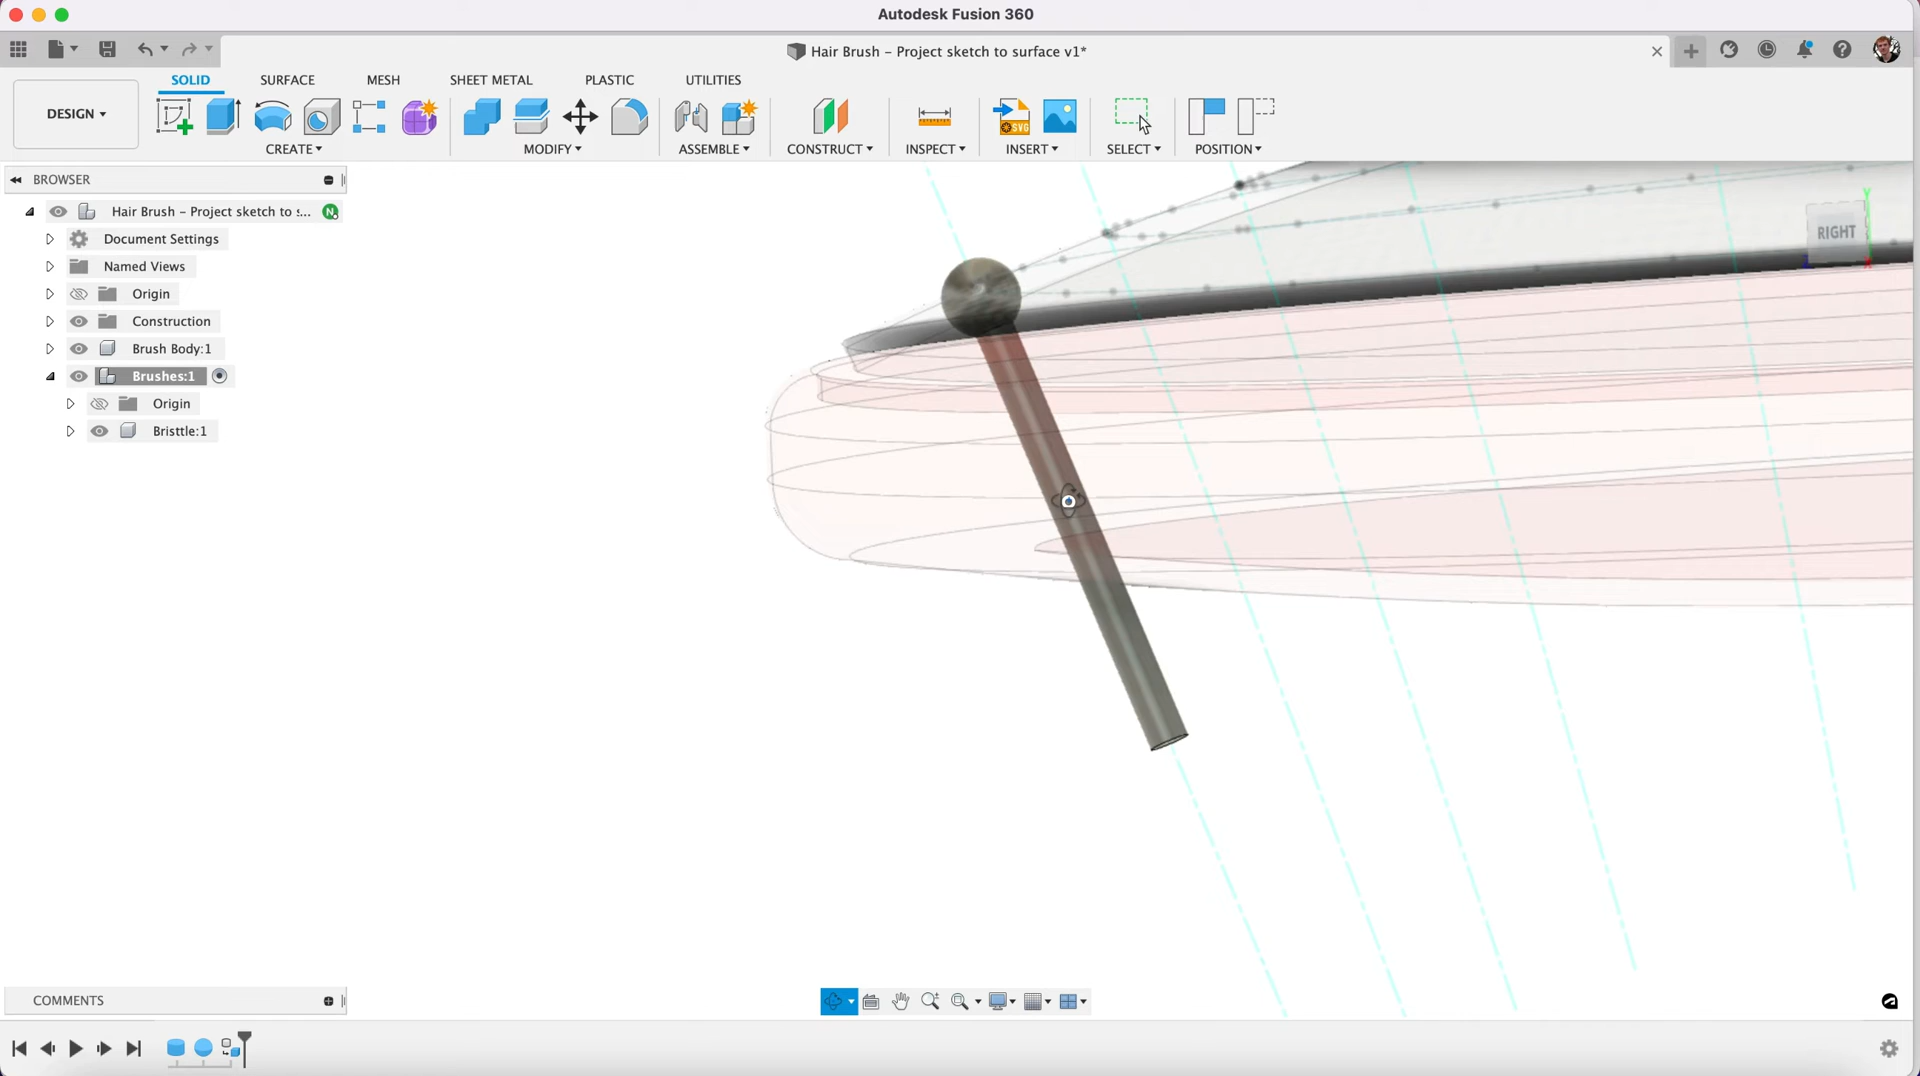 Autodesk Fusion 360
Hair Brush – Project sketch to surface v1*
SOLID SURFACE MESH SHEET METAL PLASTIC UTILITIES
DESIGN
CREATE MODIFY ASSEMBLE CONSTRUCT INSPECT INSERT SELECT POSITION
SVG
BROWSER
Hair Brush – Project sketch to s...
N
Document Settings
Named Views
Origin
Construction
Brush Body:1
Brushes:1
Origin
Bristtle:1
Y
RIGHT
X
COMMENTS